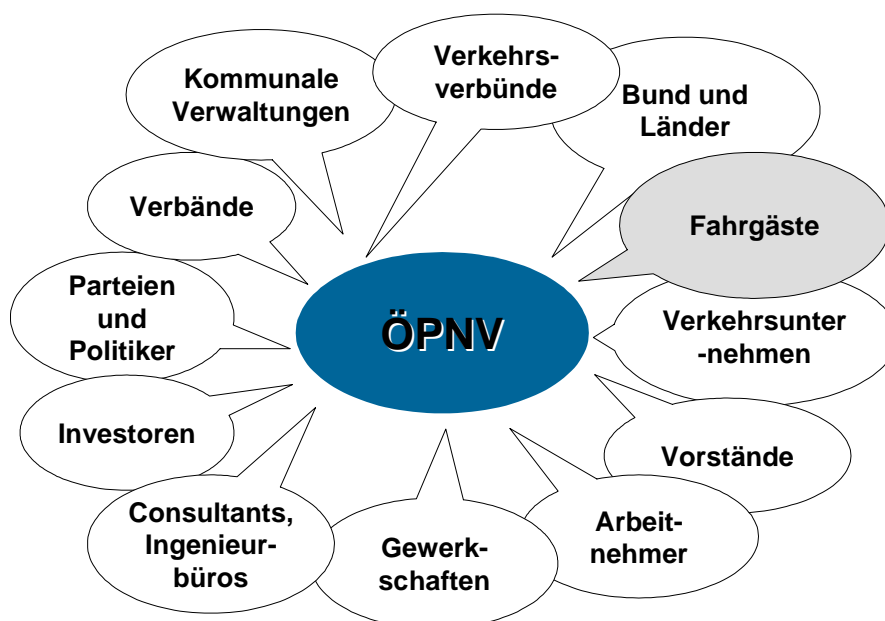 Kommunale
Verwaltungen
Verkehrs-
verbünde
Bund und
Länder
Verbände
Fahrgäste
Parteien
und
Politiker
ÖPNV
Verkehrsunter
-nehmen
Investoren
Vorstände
Consultants,
Ingenieur-
büros
Gewerk-
schaften
Arbeit-
nehmer